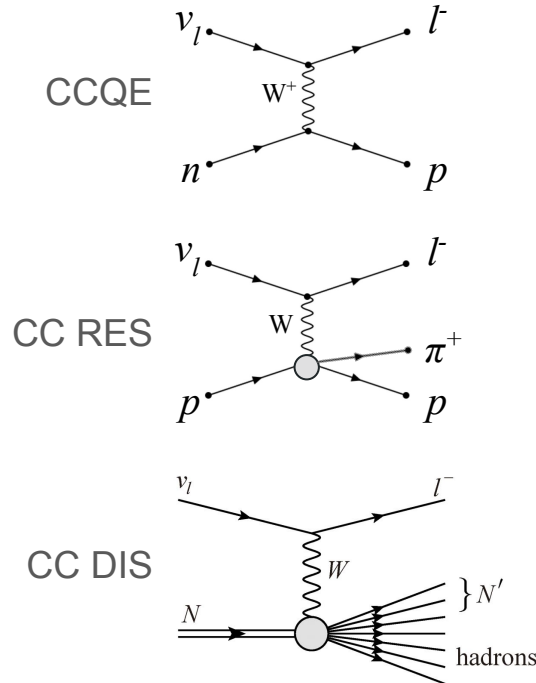 ν_l l⁻
CCQE
W⁺
n p
ν_l l⁻
CC RES
W
π⁺
p p
ν_l l⁻
CC DIS
W
N } N′
hadrons